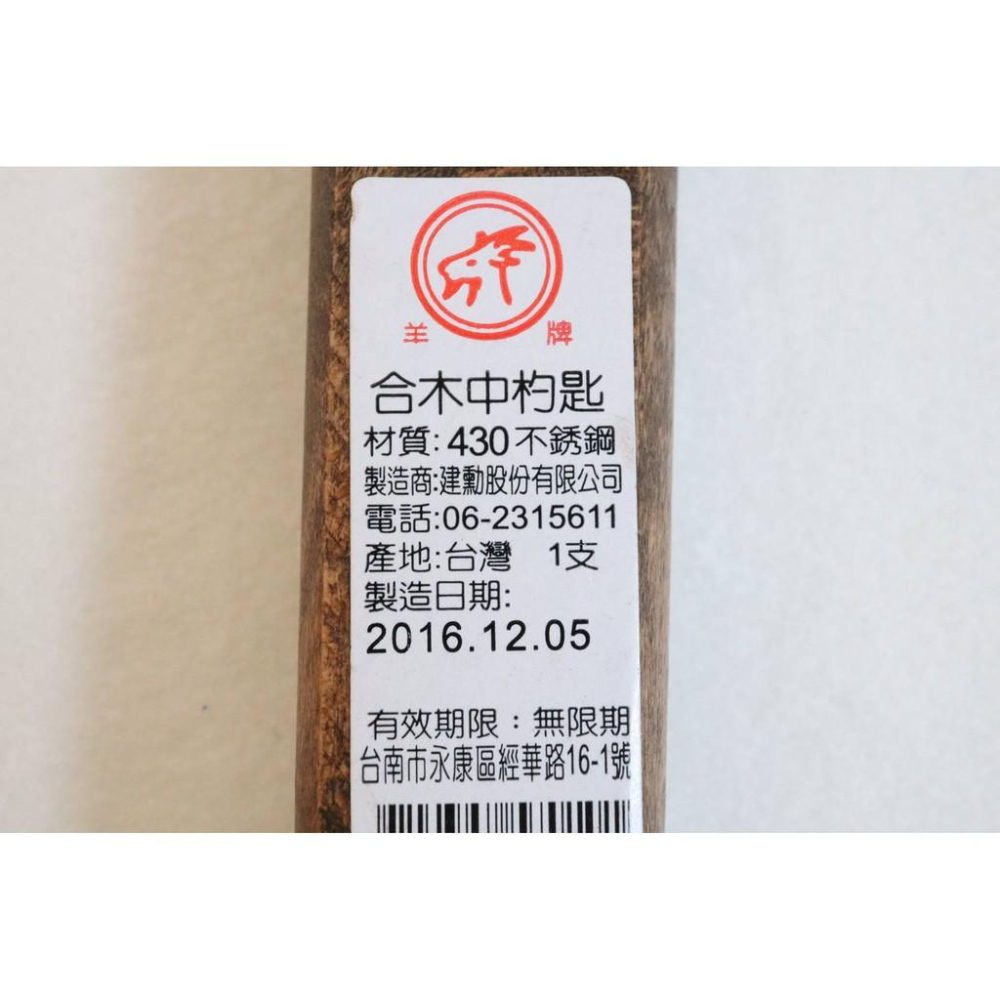 羊 牌
合木中杓匙
材質:430不銹鋼
製造商:建勳股份有限公司
電話:06-2315611
產地:台灣 1支
製造日期:
2016.12.05
有效期限：無限期
台南市永康區經華路16-1號